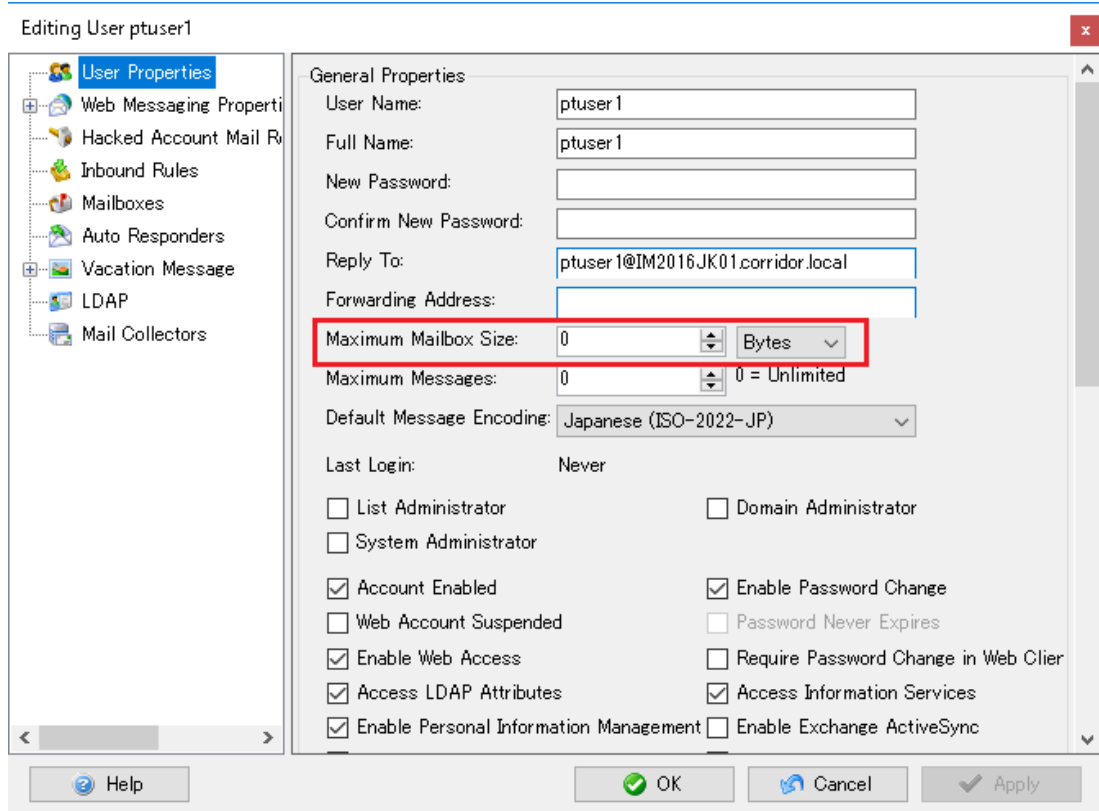 Editing User ptuser1
x
User Properties
Web Messaging Properti
Hacked Account Mail R
Inbound Rules
Mailboxes
Auto Responders
Vacation Message
LDAP
Mail Collectors
General Properties
User Name: ptuser1
Full Name: ptuser1
New Password:
Confirm New Password:
Reply To: ptuser1@IM2016JK01.corridor.local
Forwarding Address:
Maximum Mailbox Size: 0 Bytes
Maximum Messages: 0 0 = Unlimited
Default Message Encoding: Japanese (ISO-2022-JP)
Last Login: Never
List Administrator Domain Administrator
System Administrator
Account Enabled Enable Password Change
Web Account Suspended Password Never Expires
Enable Web Access Require Password Change in Web Clier
Access LDAP Attributes Access Information Services
Enable Personal Information Management Enable Exchange ActiveSync
Help OK Cancel Apply